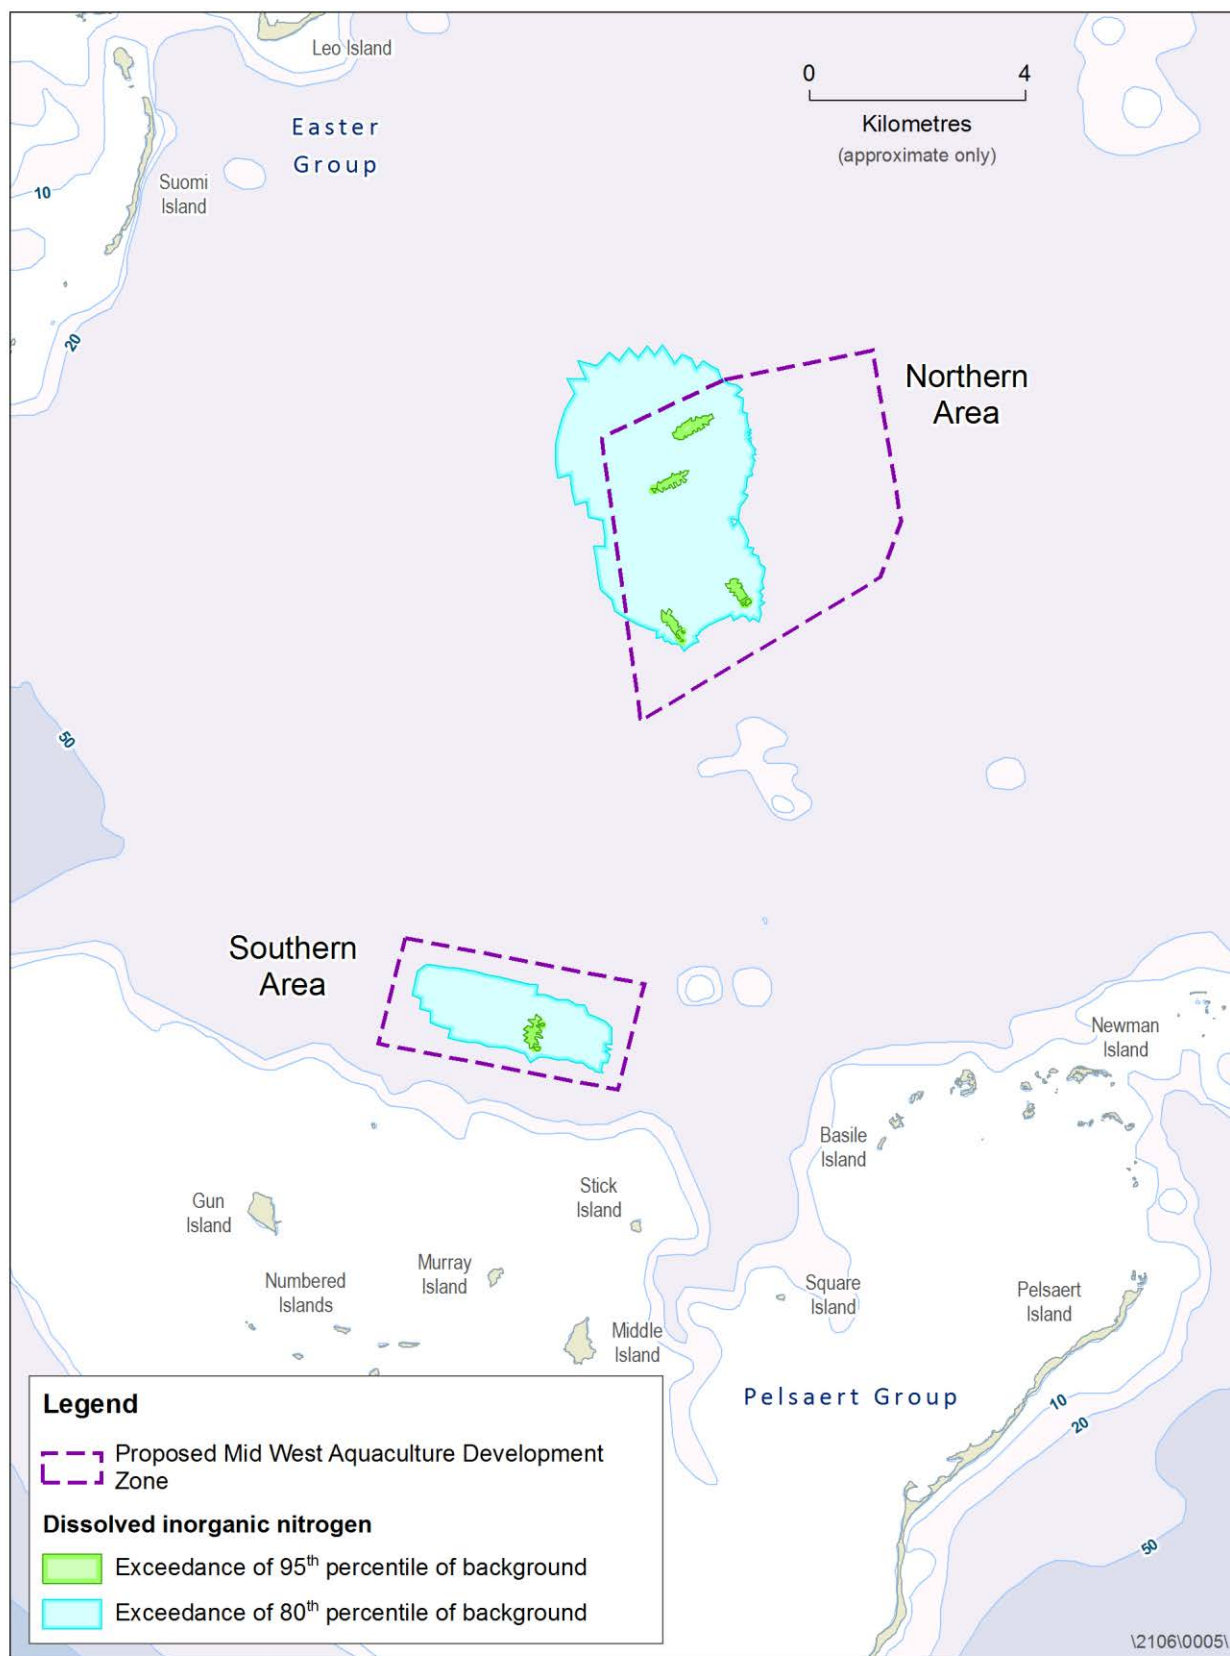 Leo Island
0 4
Kilometres
(approximate only)
Easter
Group
Suomi
Island
10
20
Northern
Area
50
Southern
Area
Newman
Island
Basile
Island
Gun
Island
Stick
Island
Murray
Island
Numbered
Islands
Square
Island
Pelsaert
Island
Middle
Island
Pelsaert Group
10
20
50
Legend
Proposed Mid West Aquaculture Development
Zone
Dissolved inorganic nitrogen
Exceedance of 95th percentile of background
Exceedance of 80th percentile of background
\2106\0005\